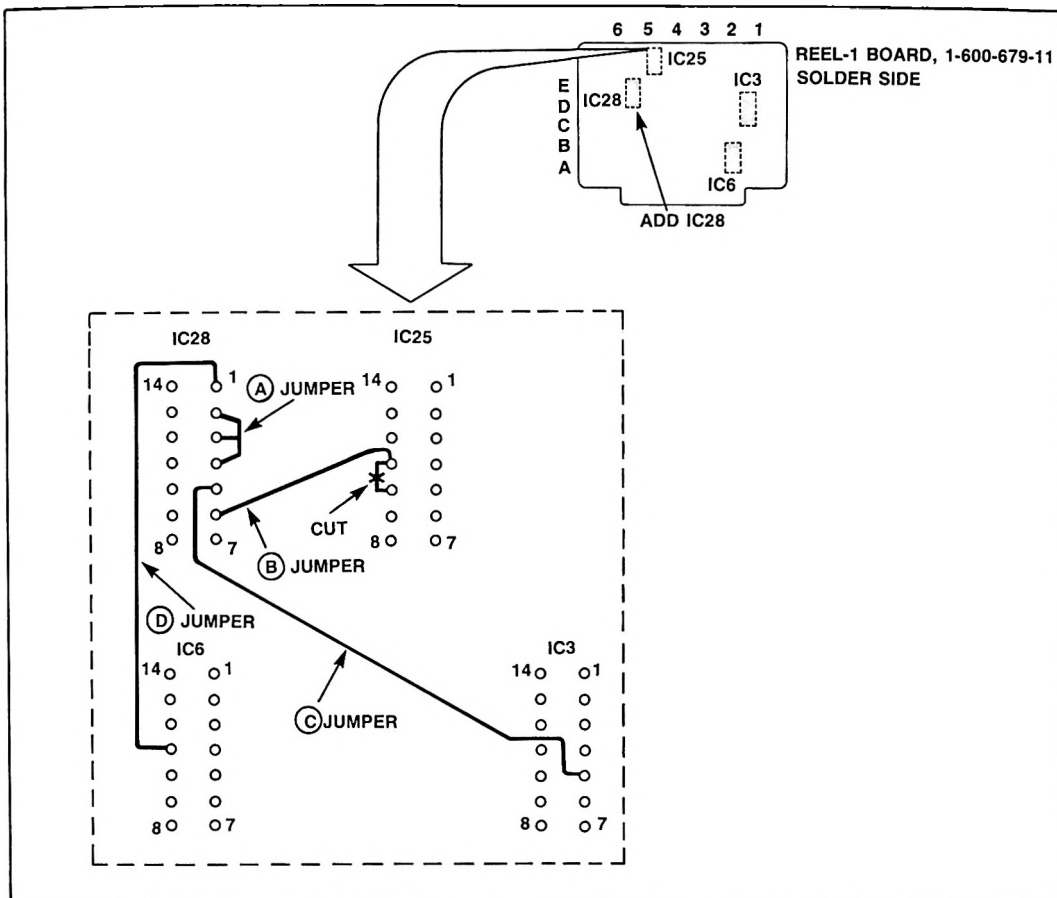 6 5 4 3 2 1
REEL-1 BOARD, 1-600-679-11
SOLDER SIDE
IC25
IC3
E
D
C
B
A
IC28
IC6
ADD IC28
IC28
IC25
14 1
A JUMPER
14 1
CUT
8 7
8 7
B JUMPER
D JUMPER
IC6
IC3
14 1
14 1
C JUMPER
8 7
8 7